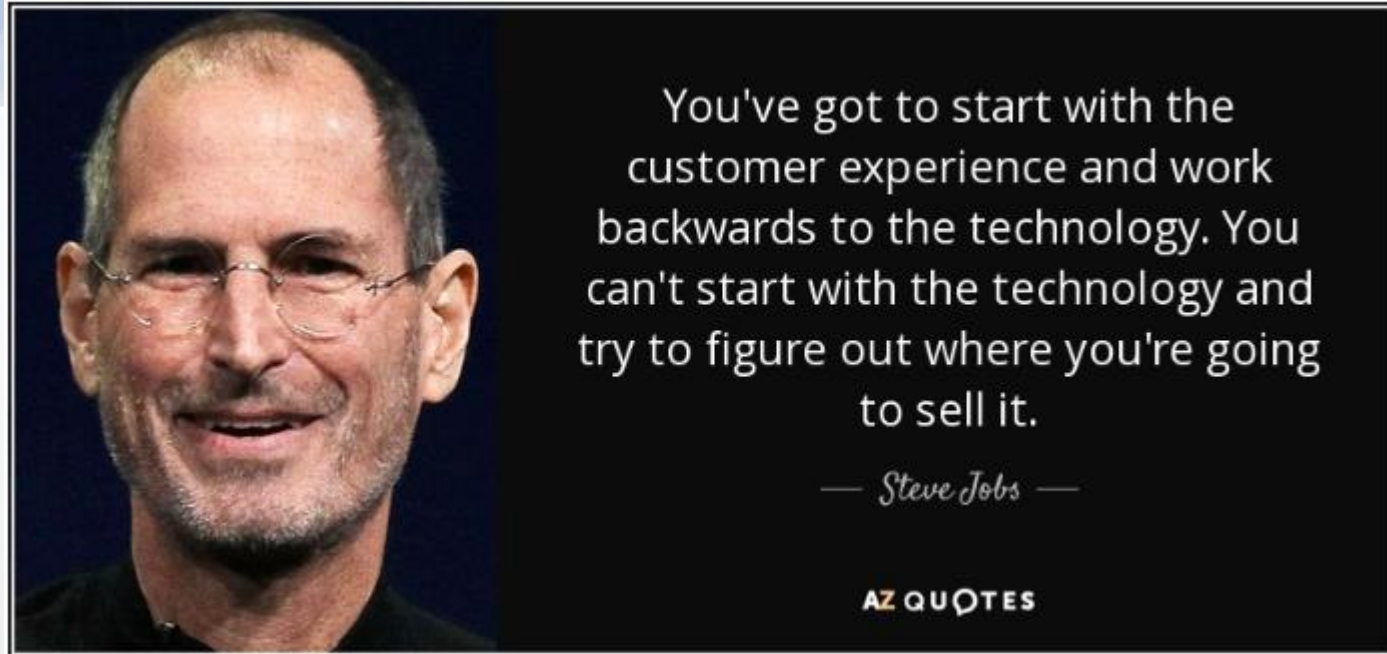 You've got to start with the
customer experience and work
backwards to the technology. You
can't start with the technology and
try to figure out where you're going
to sell it.
— Steve Jobs —
AZ QUOTES